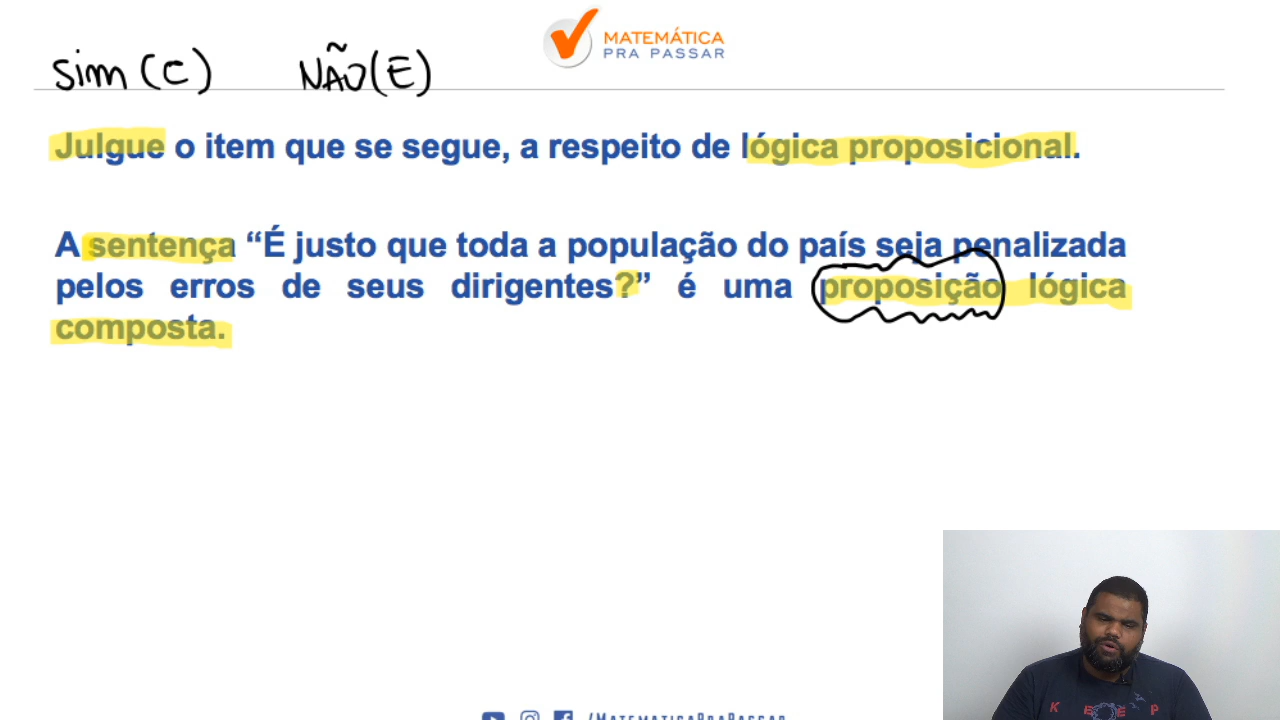 MATEMÁTICA
PRA PASSAR
Sim (C) NÃO (E)
Julgue o item que se segue, a respeito de lógica proposicional.
A sentença “É justo que toda a população do país seja penalizada
pelos erros de seus dirigentes?” é uma proposição lógica
composta.
K E E P
/MATEMATICAPRAPASSAR